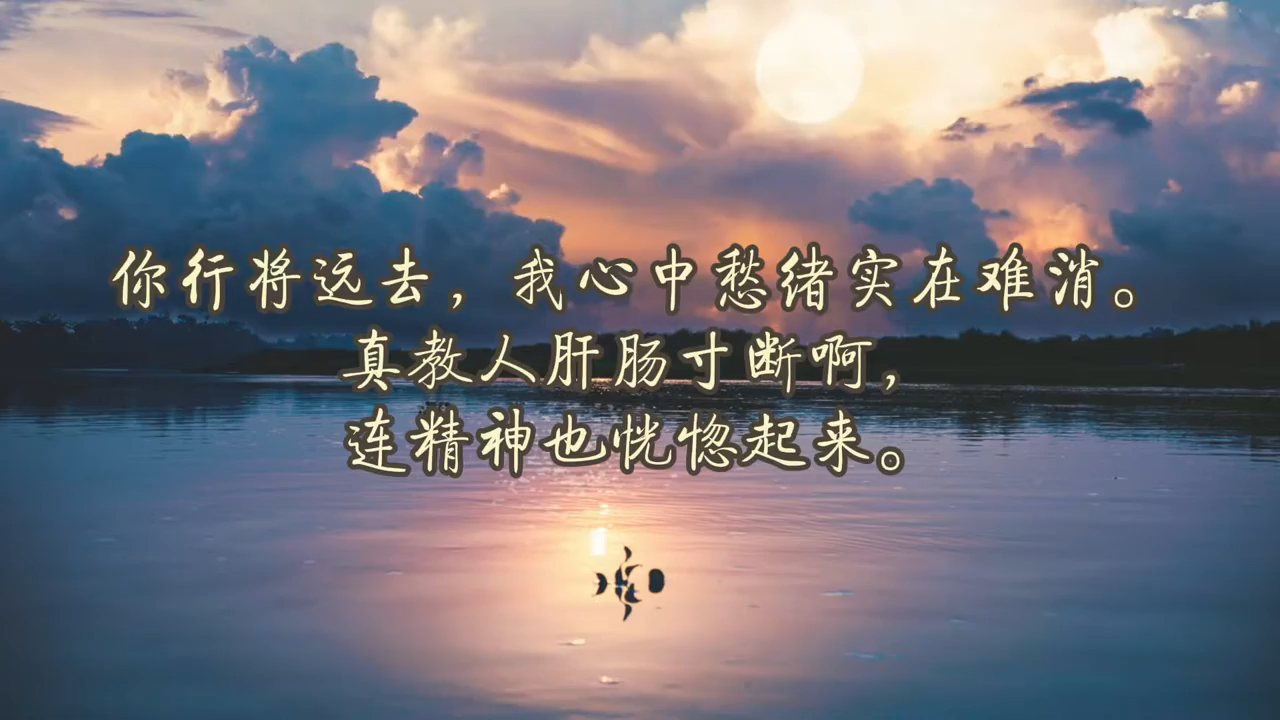 你行将远去，我心中愁绪实在难消。
真教人肝肠寸断啊，
连精神也恍惚起来。